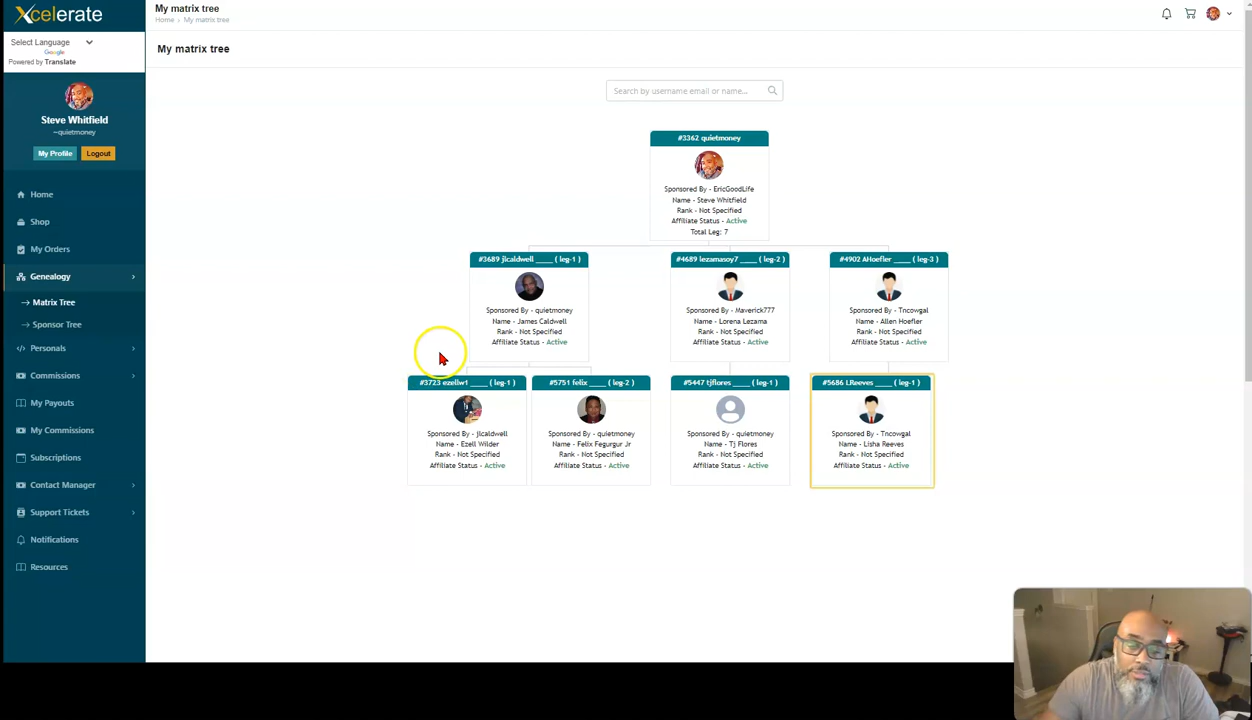 Xcelerate
Select Language
Google
Powered by Translate
Steve Whitfield
~quietmoney
My Profile
Logout
Home
Shop
My Orders
Genealogy
Matrix Tree
Sponsor Tree
Personals
Commissions
My Payouts
My Commissions
Subscriptions
Contact Manager
Support Tickets
Notifications
Resources
My matrix tree
Home › My matrix tree
My matrix tree
Search by username email or name...
#3362 quietmoney
Sponsored By - EricGoodLife
Name - Steve Whitfield
Rank - Not Specified
Affiliate Status - Active
Total Leg: 7
#3689 jlcaldwell _____ ( leg-1 )
Sponsored By - quietmoney
Name - James Caldwell
Rank - Not Specified
Affiliate Status - Active
#4689 lezamasoy7 _____ ( leg-2 )
Sponsored By - Maverick777
Name - Lorena Lezama
Rank - Not Specified
Affiliate Status - Active
#4902 AHoefler _____ ( leg-3 )
Sponsored By - Tncowgal
Name - Allen Hoefler
Rank - Not Specified
Affiliate Status - Active
#3723 ezellw1 _____ ( leg-1 )
Sponsored By - jlcaldwell
Name - Ezell Wilder
Rank - Not Specified
Affiliate Status - Active
#5751 felix _____ ( leg-2 )
Sponsored By - quietmoney
Name - Felix Fegurgur Jr
Rank - Not Specified
Affiliate Status - Active
#5447 tjflores _____ ( leg-1 )
Sponsored By - quietmoney
Name - Tj Flores
Rank - Not Specified
Affiliate Status - Active
#5686 LReeves _____ ( leg-1 )
Sponsored By - Tncowgal
Name - Lisha Reeves
Rank - Not Specified
Affiliate Status - Active